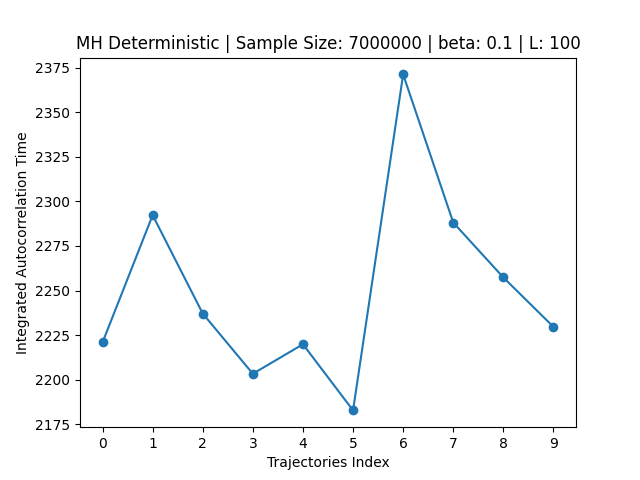 MH Deterministic | Sample Size: 7000000 | beta: 0.1 | L: 100
Integrated Autocorrelation Time
2375
2350
2325
2300
2275
2250
2225
2200
2175
0 1 2 3 4 5 6 7 8 9
Trajectories Index